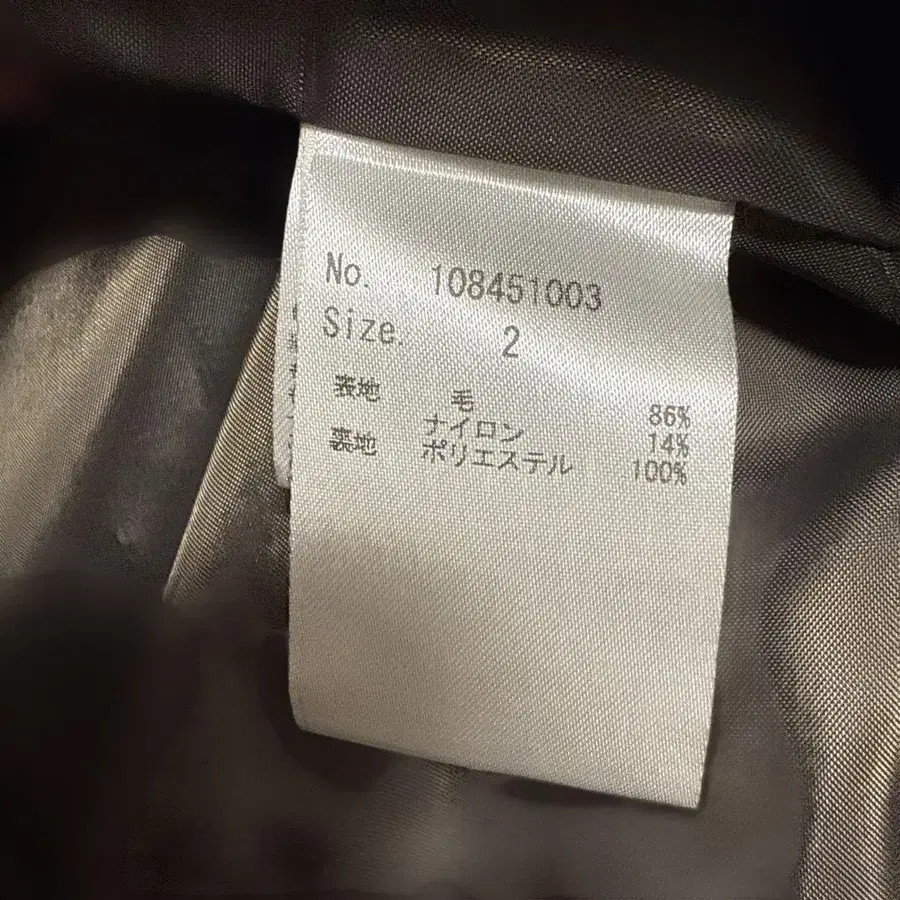 No. 108451003
Size. 2
表地 毛 86%
ナイロン 14%
裏地 ポリエステル 100%